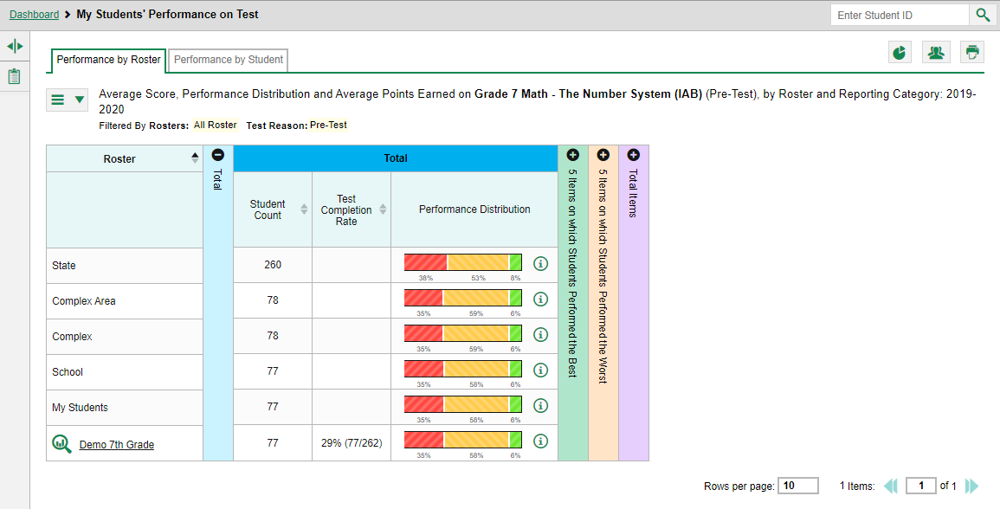 Dashboard > My Students' Performance on Test
Enter Student ID
Performance by Roster
Performance by Student
Average Score, Performance Distribution and Average Points Earned on Grade 7 Math - The Number System (IAB) (Pre-Test), by Roster and Reporting Category: 2019-
2020
Filtered By Rosters: All Roster Test Reason: Pre-Test
Roster
Total
Total
Student
Count
Test
Completion
Rate
Performance Distribution
5 Items on which Students Performed the Best
5 Items on which Students Performed the Worst
Total Items
State 260
38% 53% 8%
Complex Area 78
35% 59% 6%
Complex 78
35% 59% 6%
School 77
35% 58% 6%
My Students 77
35% 58% 6%
Demo 7th Grade 77 29% (77/262)
35% 58% 6%
Rows per page: 10 1 Items: 1 of 1